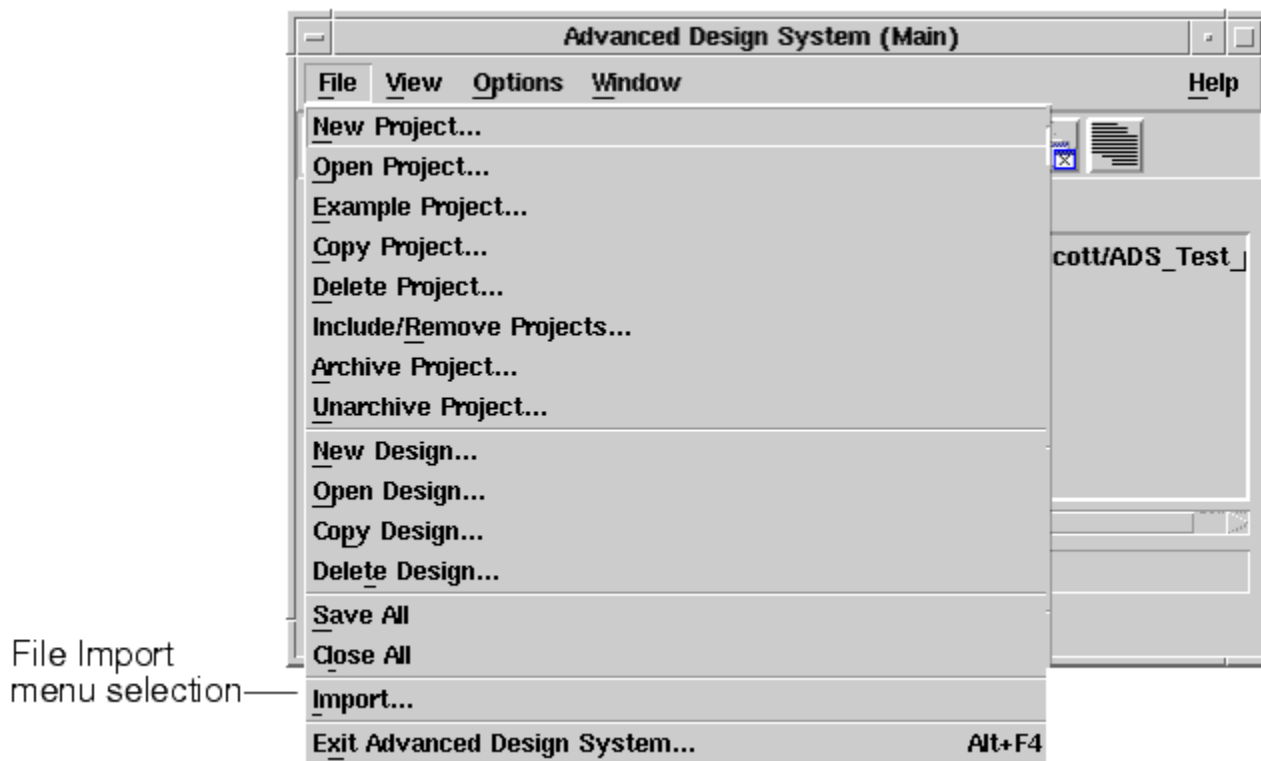 Advanced Design System (Main)
File View Options Window Help
New Project...
Open Project...
Example Project...
Copy Project...
cott/ADS_Test_
Delete Project...
Include/Remove Projects...
Archive Project...
Unarchive Project...
New Design...
Open Design...
Copy Design...
Delete Design...
Save All
Close All
File Import
menu selection
Import...
Exit Advanced Design System... Alt+F4